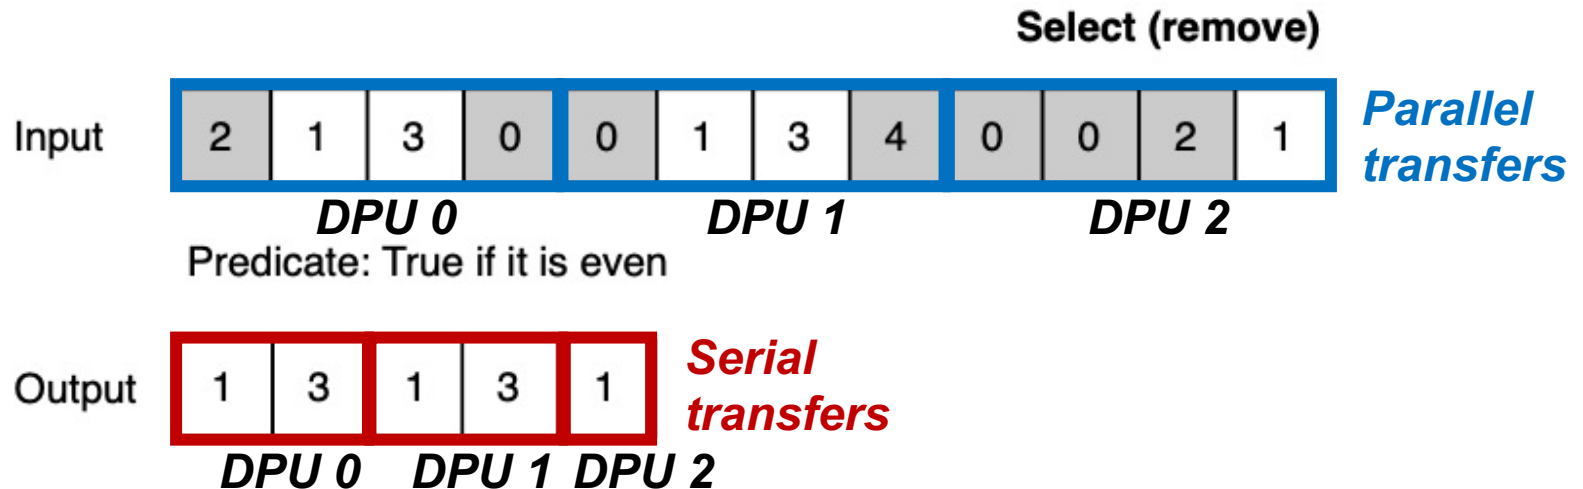 Select (remove)
Input 2 1 3 0 0 1 3 4 0 0 2 1 Parallel transfers
DPU 0 DPU 1 DPU 2
Predicate: True if it is even
Output 1 3 1 3 1 Serial transfers
DPU 0 DPU 1 DPU 2